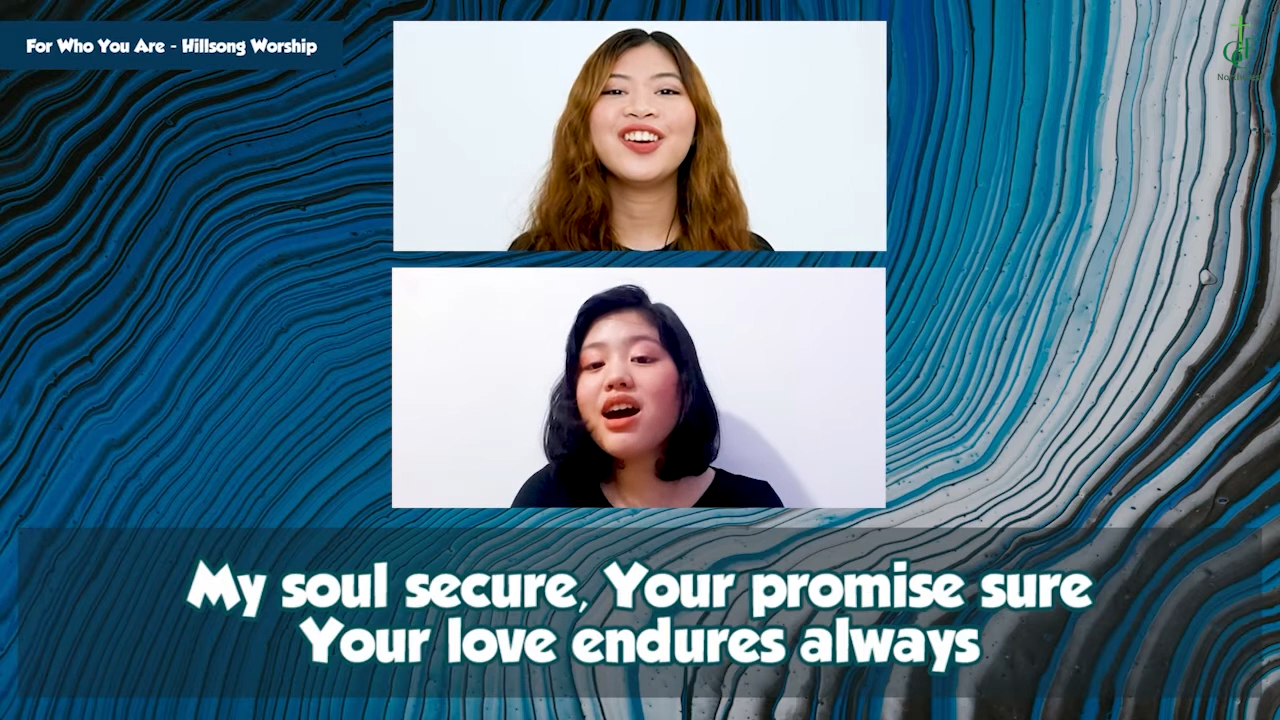 For Who You Are - Hillsong Worship
My soul secure, Your promise sure
Your love endures always